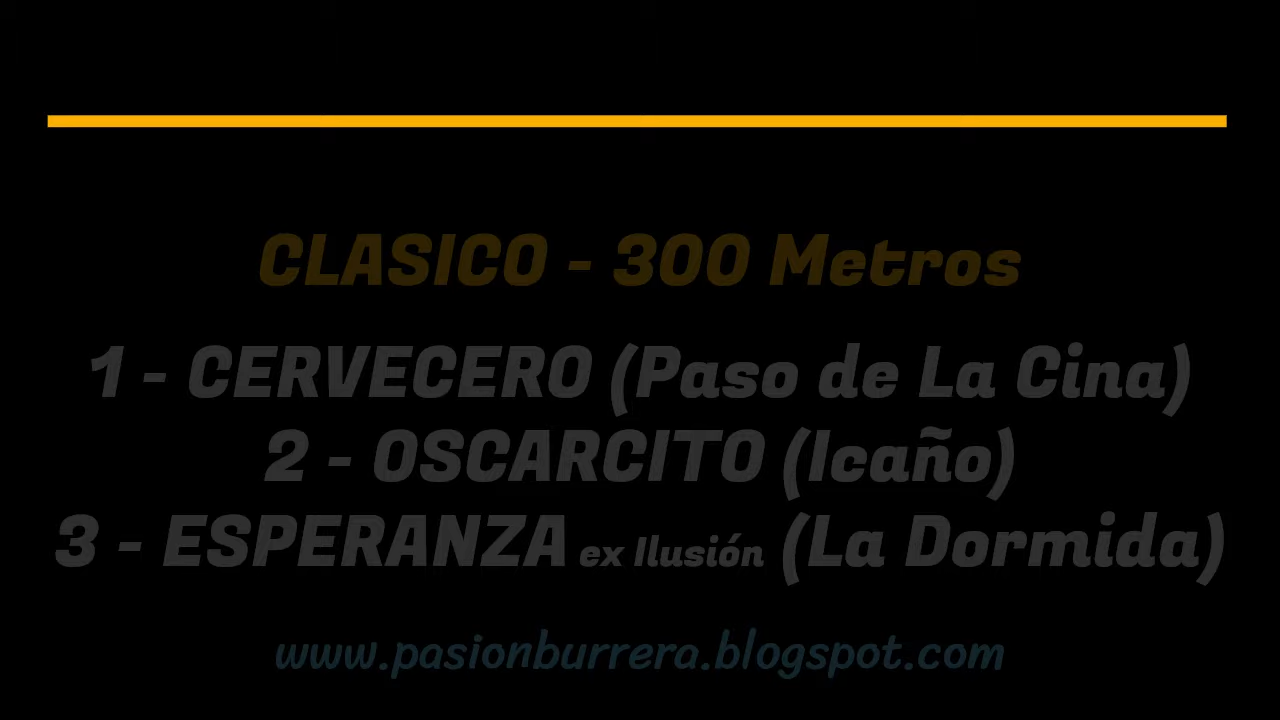 CLASICO - 300 Metros
1 - CERVECERO (Paso de La Cina)
2 - OSCARCITO (Icaño)
3 - ESPERANZA ex Ilusión (La Dormida)
www.pasionburrera.blogspot.com